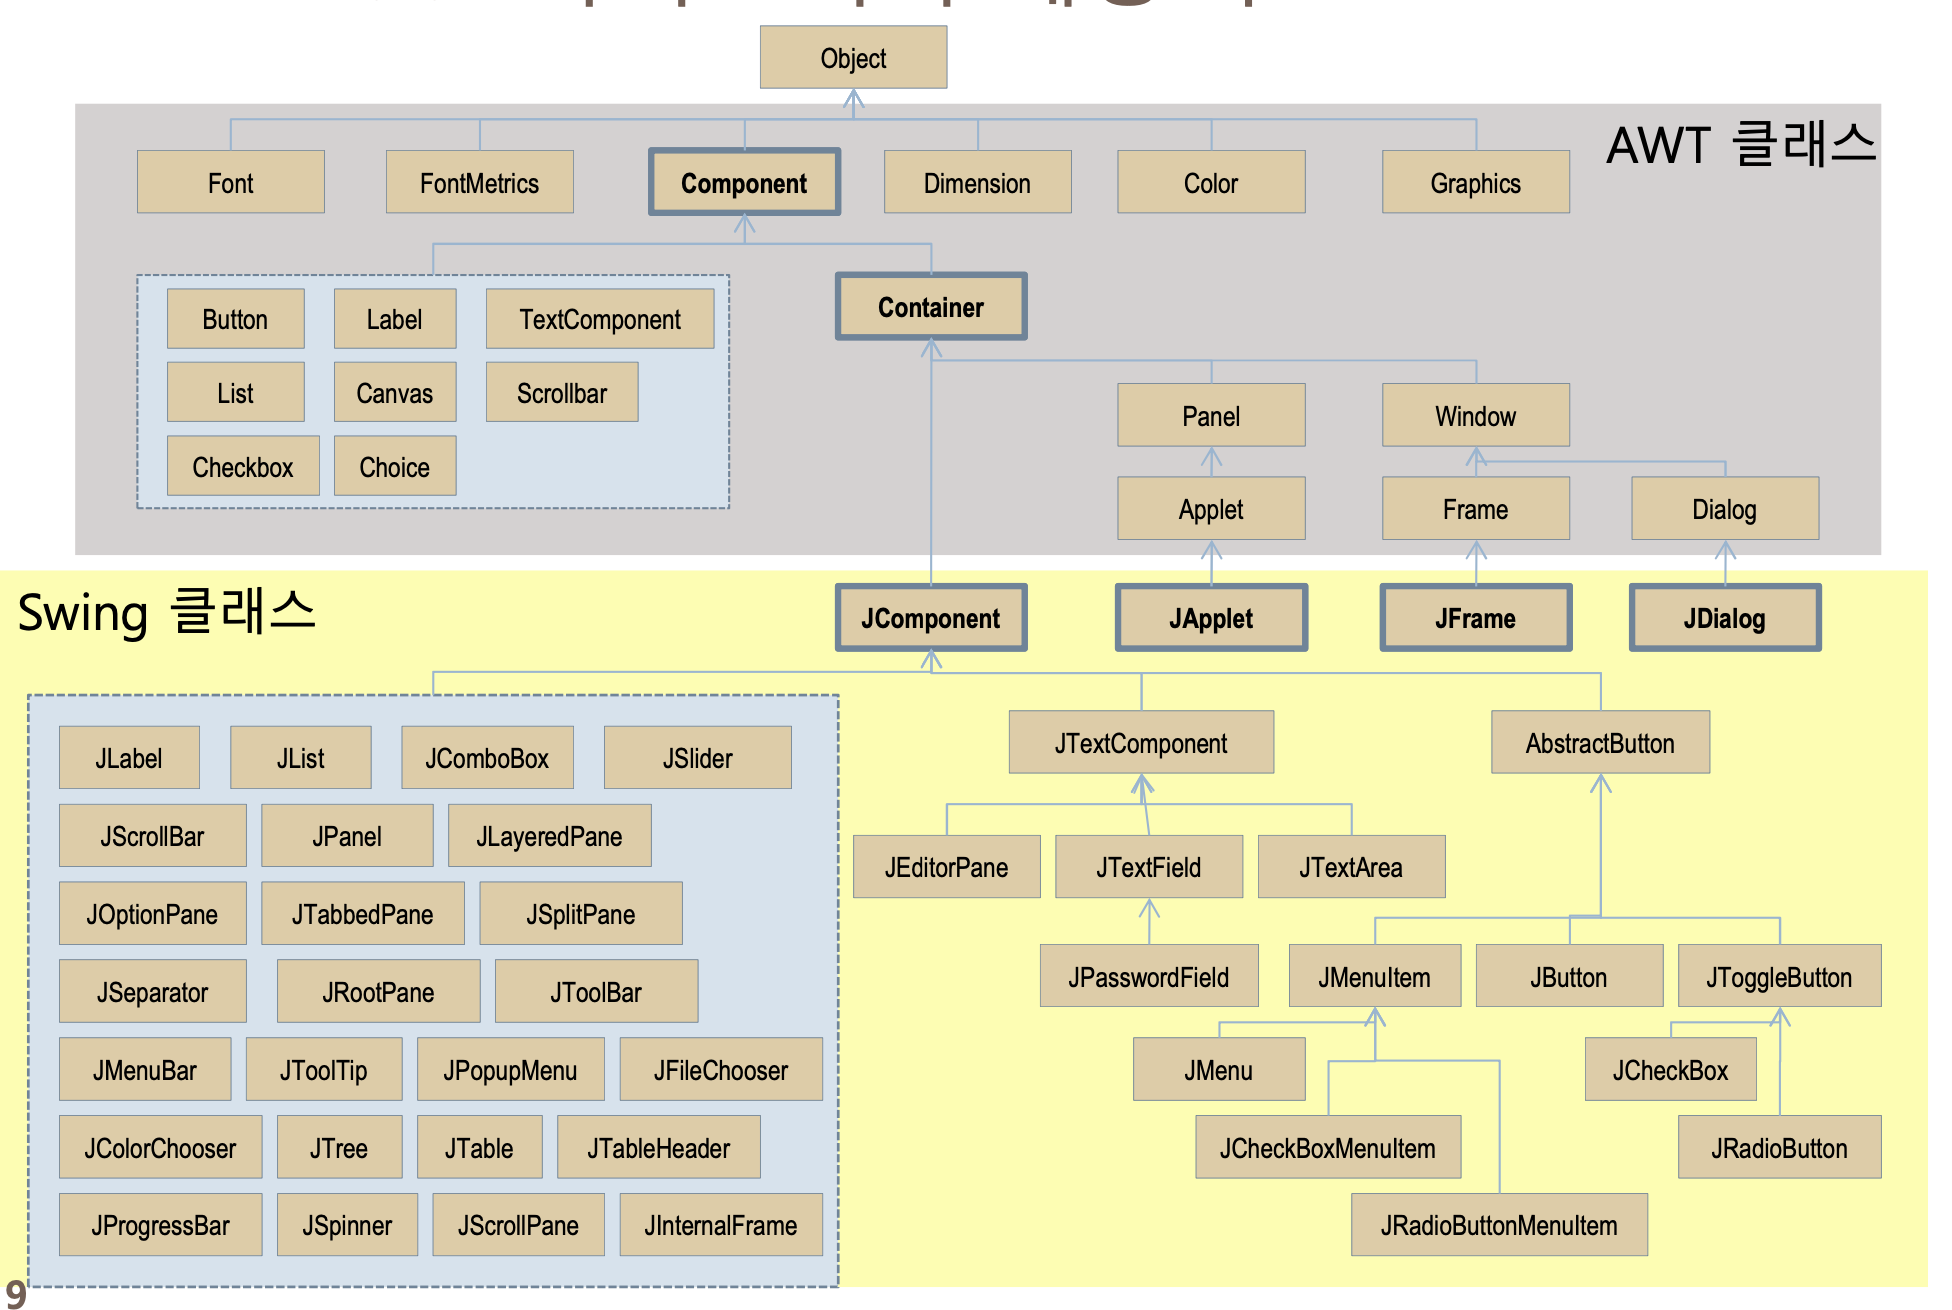 Object
AWT 클래스
Font
FontMetrics
Component
Dimension
Color
Graphics
Button
Label
TextComponent
List
Canvas
Scrollbar
Checkbox
Choice
Container
Panel
Window
Applet
Frame
Dialog
Swing 클래스
JComponent
JApplet
JFrame
JDialog
JLabel
JList
JComboBox
JSlider
JScrollBar
JPanel
JLayeredPane
JOptionPane
JTabbedPane
JSplitPane
JSeparator
JRootPane
JToolBar
JMenuBar
JToolTip
JPopupMenu
JFileChooser
JColorChooser
JTree
JTable
JTableHeader
JProgressBar
JSpinner
JScrollPane
JInternalFrame
JTextComponent
AbstractButton
JEditorPane
JTextField
JTextArea
JPasswordField
JMenuItem
JButton
JToggleButton
JMenu
JCheckBox
JCheckBoxMenuItem
JRadioButton
JRadioButtonMenuItem
9